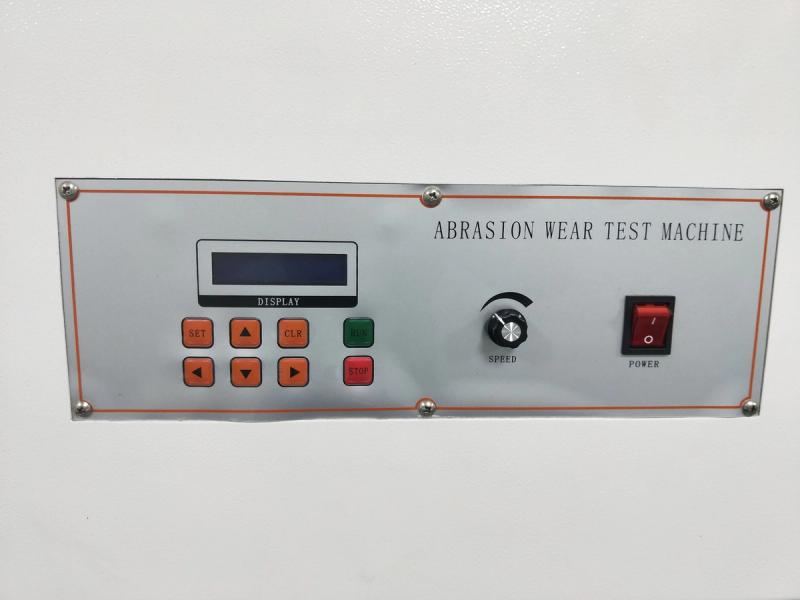 ABRASION WEAR TEST MACHINE
DISPLAY
SET CLR RUN
STOP
SPEED
POWER
I
O